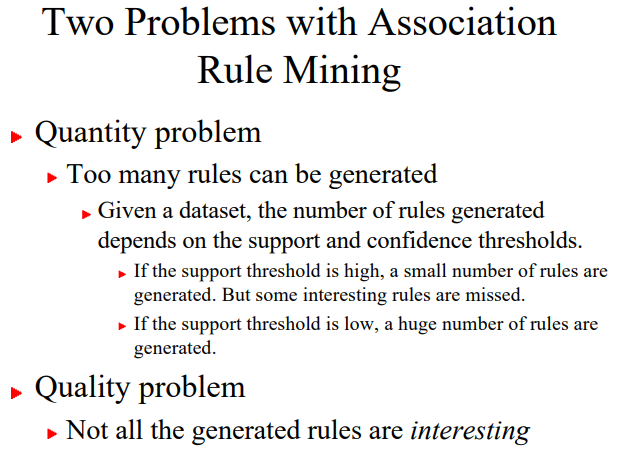 Two Problems with Association
Rule Mining
Quantity problem
Too many rules can be generated
Given a dataset, the number of rules generated
depends on the support and confidence thresholds.
If the support threshold is high, a small number of rules are
generated. But some interesting rules are missed.
If the support threshold is low, a huge number of rules are
generated.
Quality problem
Not all the generated rules are interesting